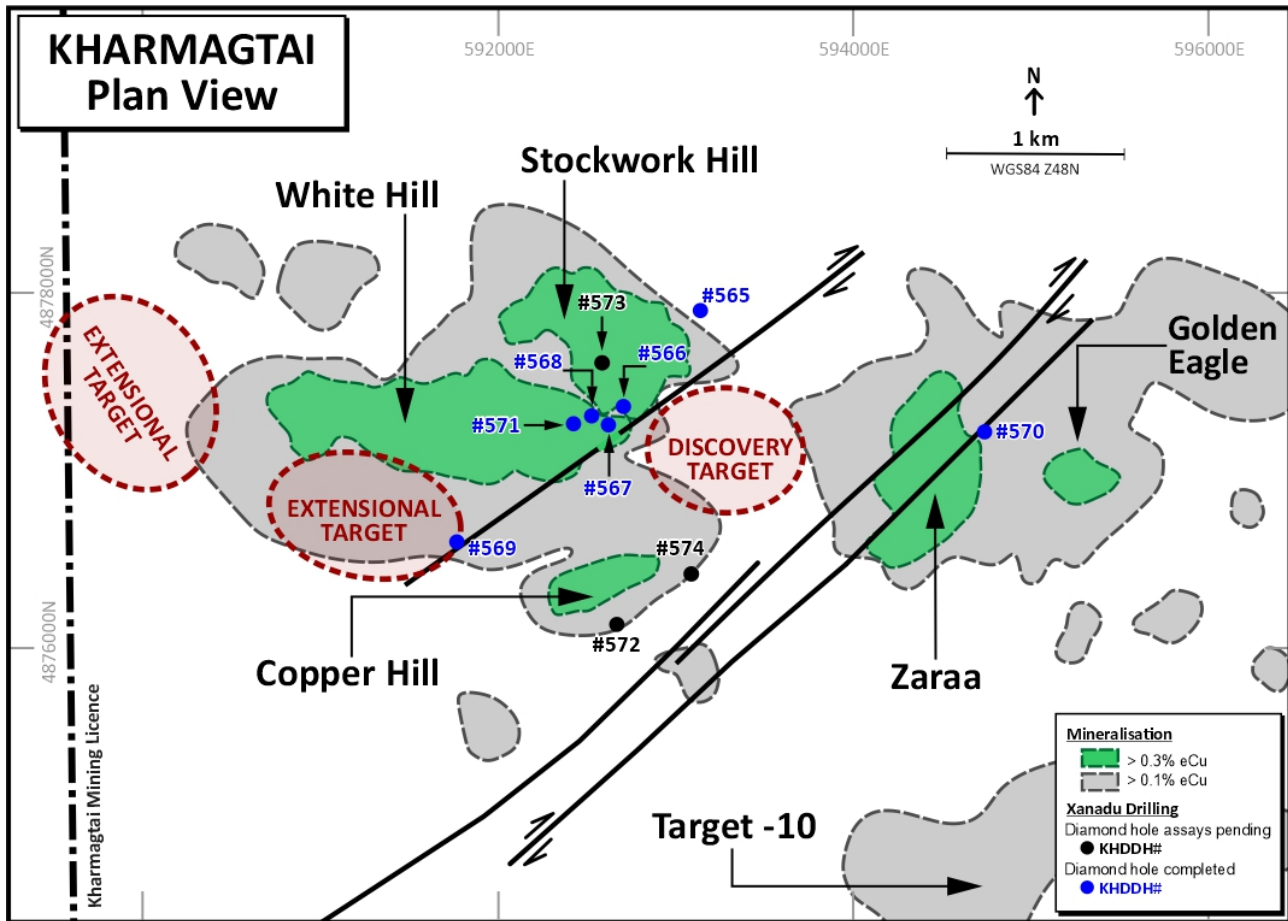 KHARMAGTAI
Plan View
592000E
594000E
596000E
N
1 km
WGS84 Z48N
Stockwork Hill
White Hill
4878000N
#573
#565
#568
#566
Golden
Eagle
EXTENSIONAL
TARGET
#571
DISCOVERY
TARGET
#570
#567
EXTENSIONAL
TARGET
#569
#574
4876000N
#572
Copper Hill
Zaraa
Kharmagtai Mining Licence
Target -10
Mineralisation
> 0.3% eCu
> 0.1% eCu
Xanadu Drilling
Diamond hole assays pending
KHDDH#
Diamond hole completed
KHDDH#